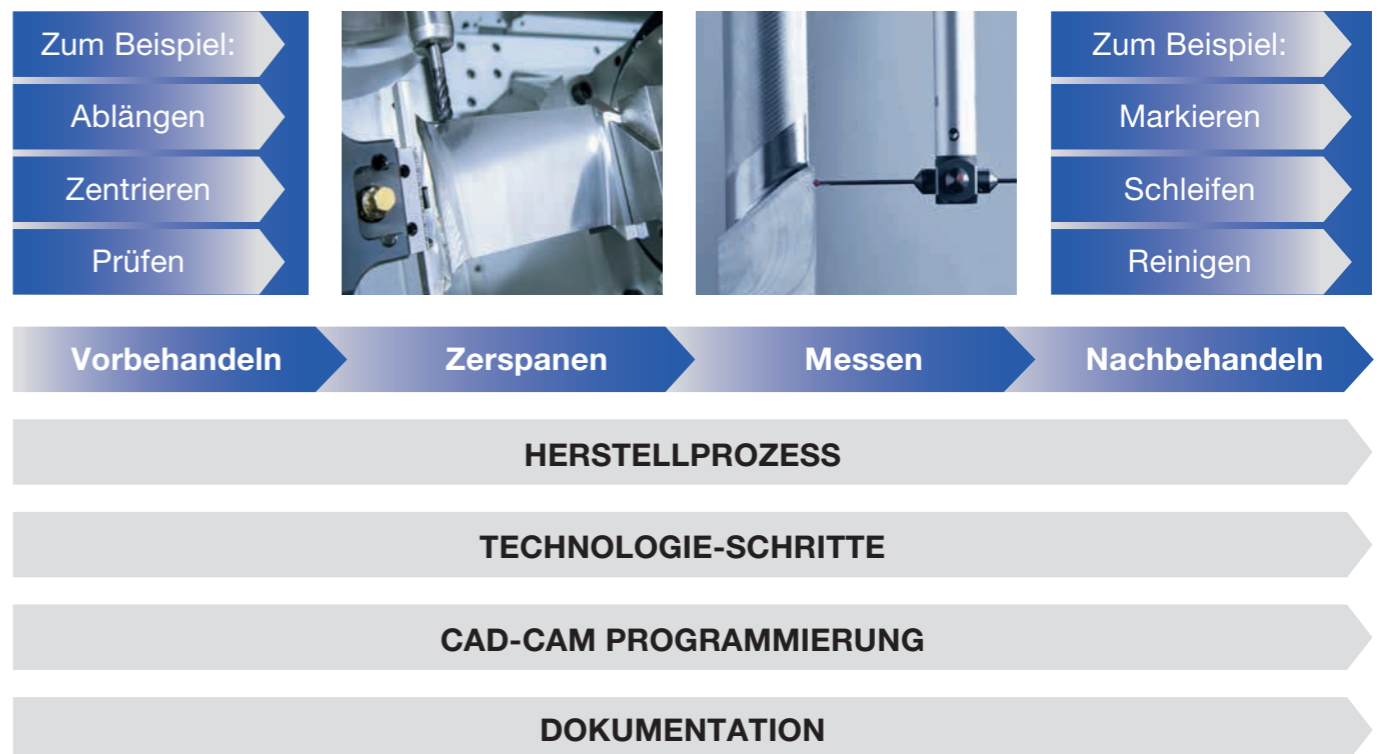 Zum Beispiel:
Ablängen
Zentrieren
Prüfen
Zum Beispiel:
Markieren
Schleifen
Reinigen
Vorbehandeln
Zerspanen
Messen
Nachbehandeln
HERSTELLPROZESS
TECHNOLOGIE-SCHRITTE
CAD-CAM PROGRAMMIERUNG
DOKUMENTATION